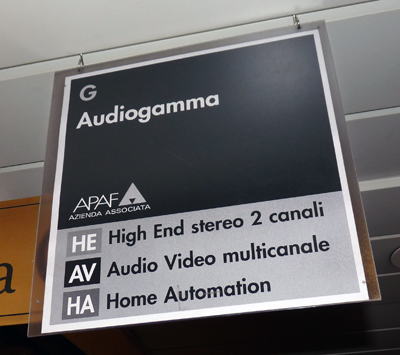 G
Audiogamma
APAF
AZIENDA ASSOCIATA
HE High End stereo 2 canali
AV Audio Video multicanale
HA Home Automation
a